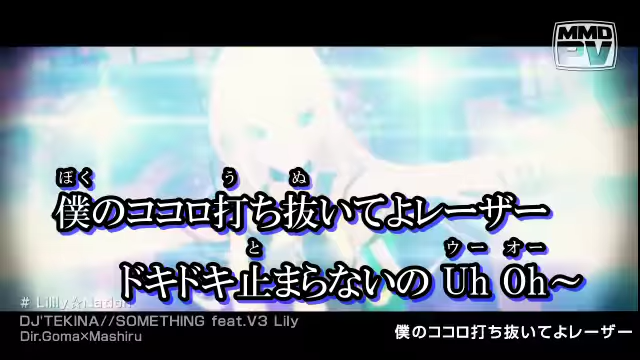 MMD
PV
ぼく う ぬ
僕のココロ打ち抜いてよレーザー
と ウー オー
ドキドキ止まらないの Uh Oh～
# Lilly☆Nation
DJ'TEKINA//SOMETHING feat.V3 Lily
Dir.Goma×Mashiru
僕のココロ打ち抜いてよレーザー